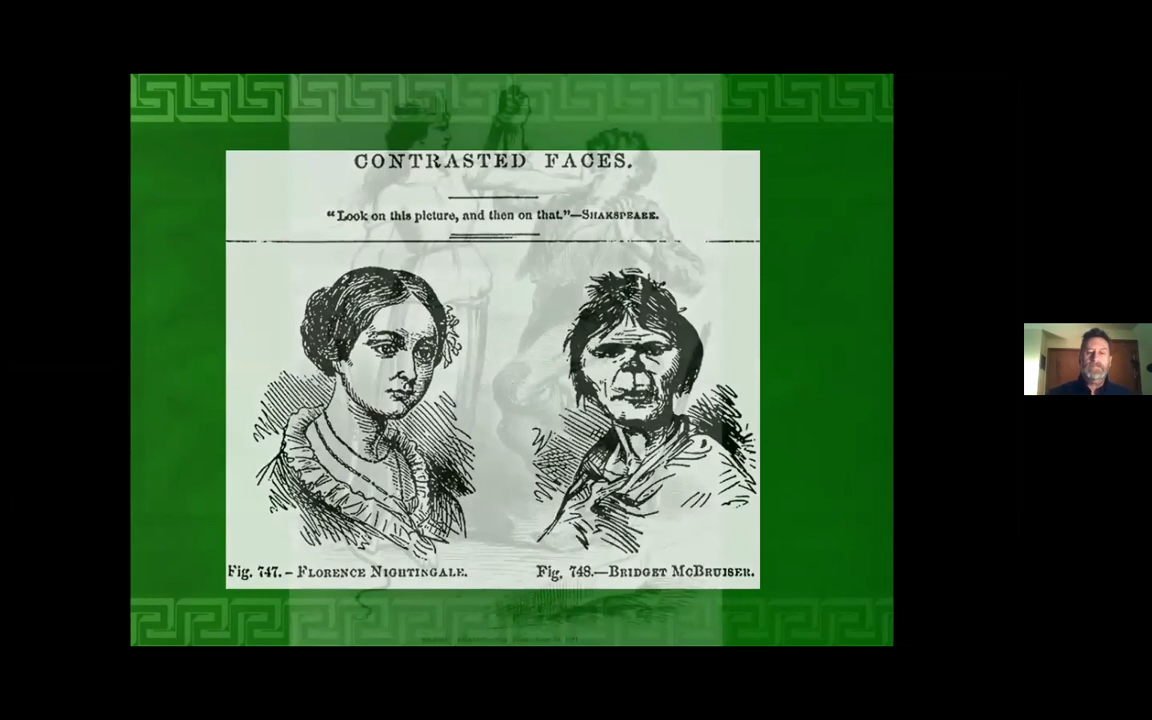 CONTRASTED FACES.
"Look on this picture, and then on that."—SHAKSPEARE.
Fig. 747.–FLORENCE NIGHTINGALE.
Fig. 748.—BRIDGET McBRUISER.